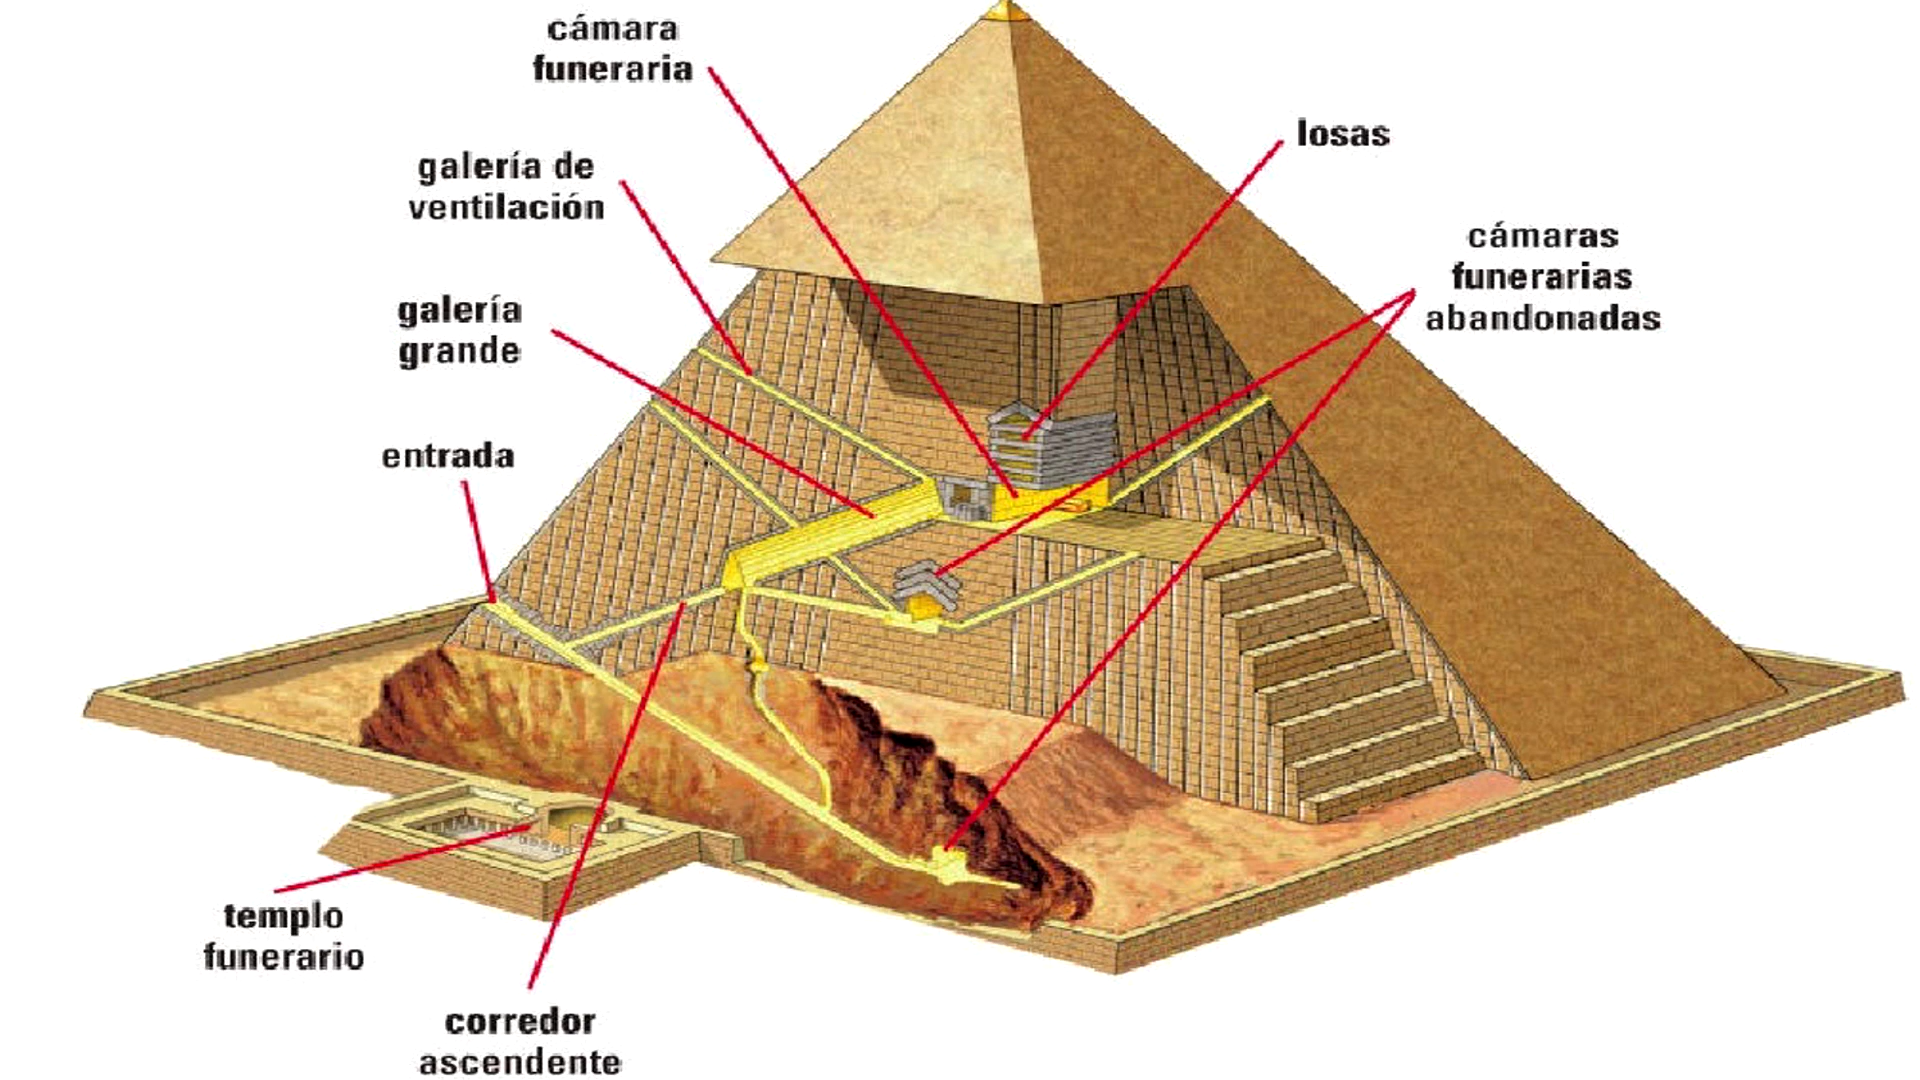 cámara
funeraria
losas
galería de
ventilación
cámaras
funerarias
abandonadas
galería
grande
entrada
templo
funerario
corredor
ascendente